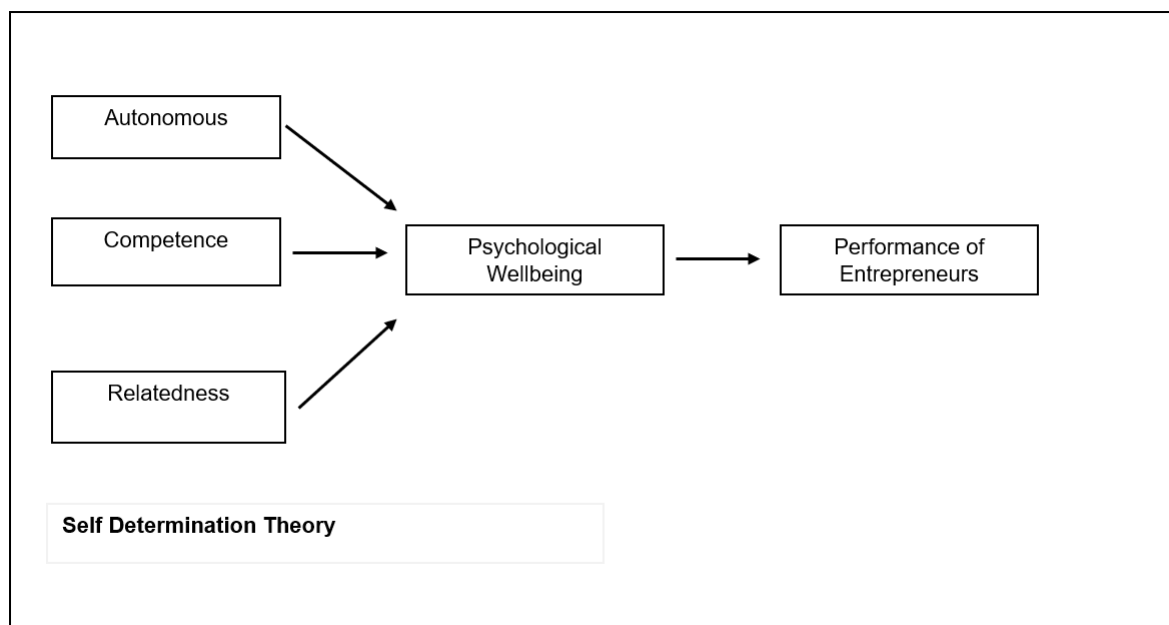 Autonomous
Competence
Relatedness
Psychological
Wellbeing
Performance of
Entrepreneurs
Self Determination Theory